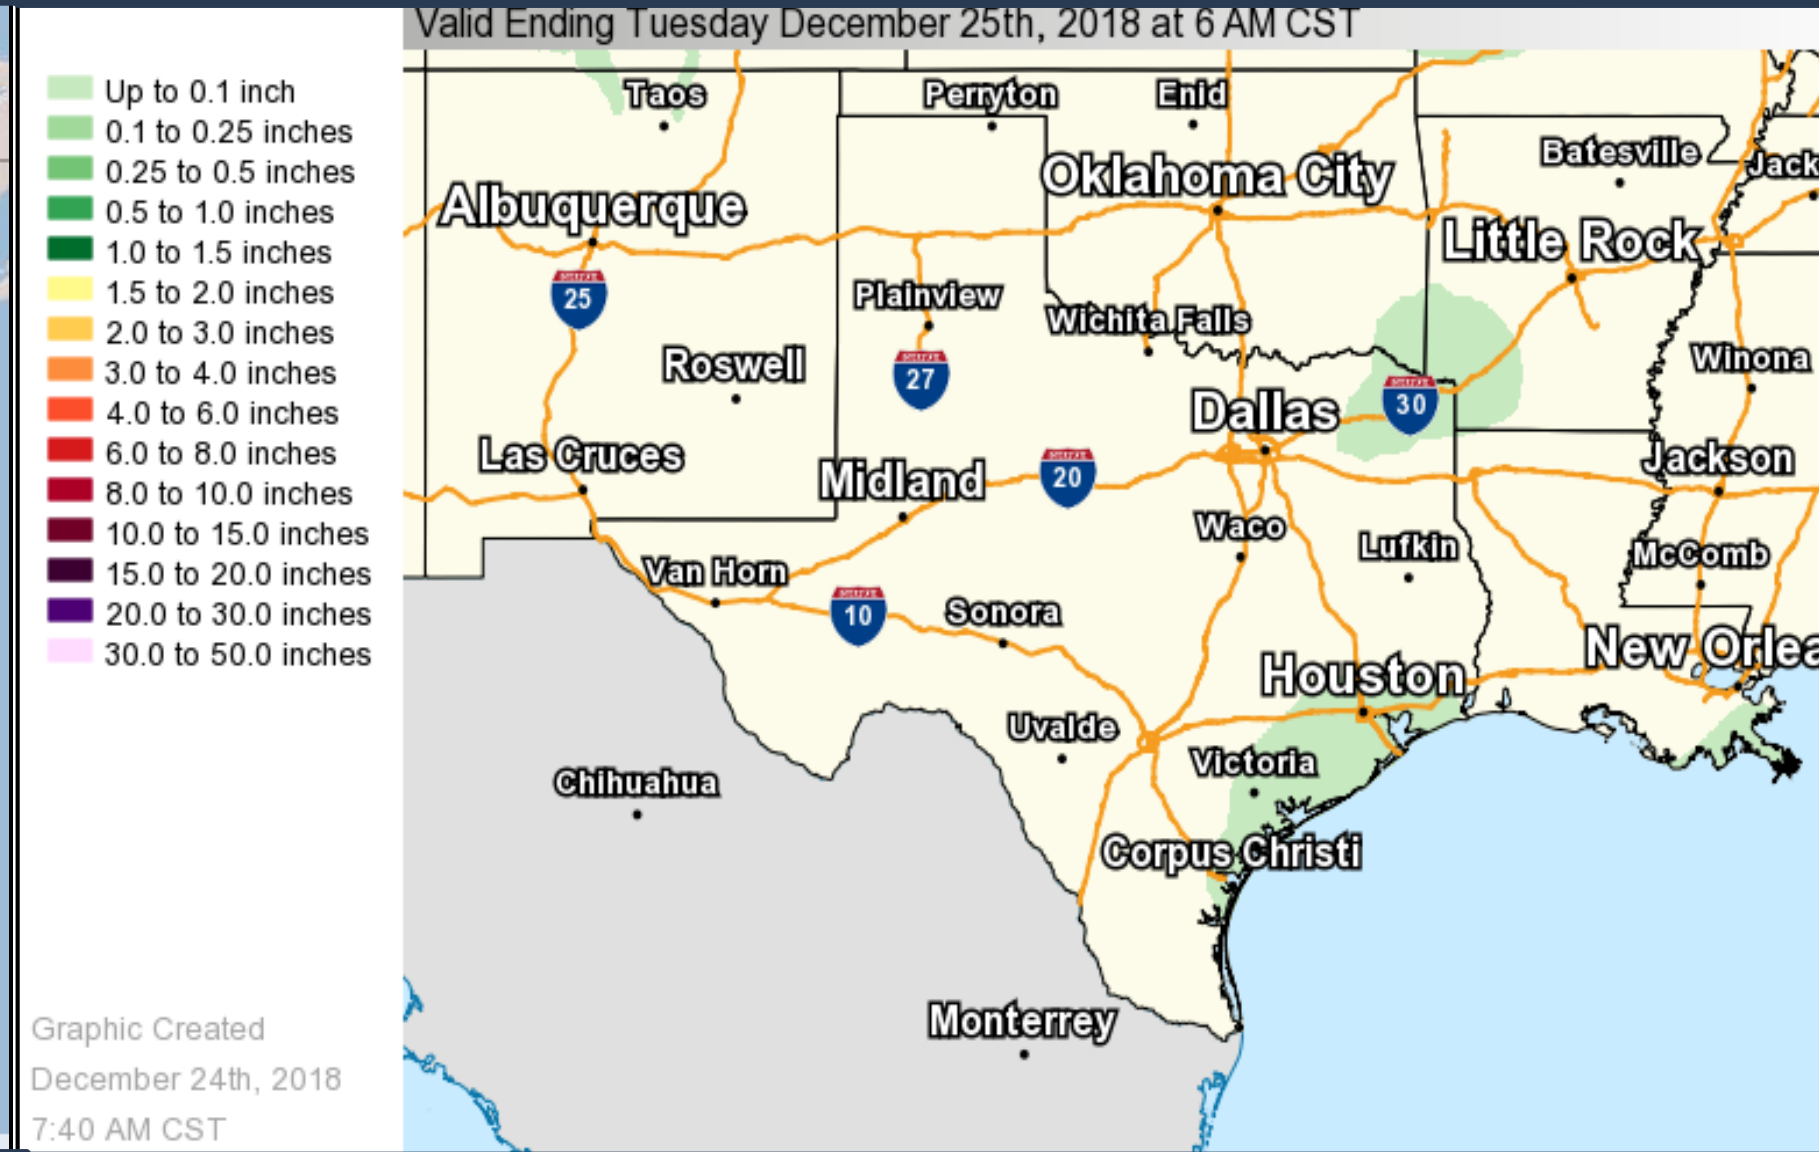 Valid Ending Tuesday December 25th, 2018 at 6 AM CST
Up to 0.1 inch
0.1 to 0.25 inches
0.25 to 0.5 inches
0.5 to 1.0 inches
1.0 to 1.5 inches
1.5 to 2.0 inches
2.0 to 3.0 inches
3.0 to 4.0 inches
4.0 to 6.0 inches
6.0 to 8.0 inches
8.0 to 10.0 inches
10.0 to 15.0 inches
15.0 to 20.0 inches
20.0 to 30.0 inches
30.0 to 50.0 inches
Graphic Created
December 24th, 2018
7:40 AM CST
Taos
Perryton
Enid
Batesville
Jack
Oklahoma City
Albuquerque
Little Rock
25
Plainview
Wichita Falls
Winona
Roswell
27
30
Dallas
Las Cruces
Midland
20
Jackson
Waco
Lufkin
McComb
Van Horn
10
Sonora
New Orlea
Houston
Uvalde
Victoria
Chihuahua
Corpus Christi
Monterrey